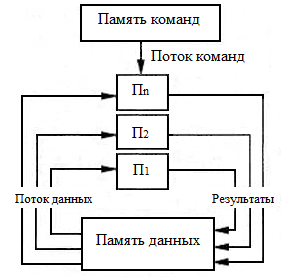 Память команд
Поток команд
Пn
П2
П1
Поток данных
Результаты
Память данных